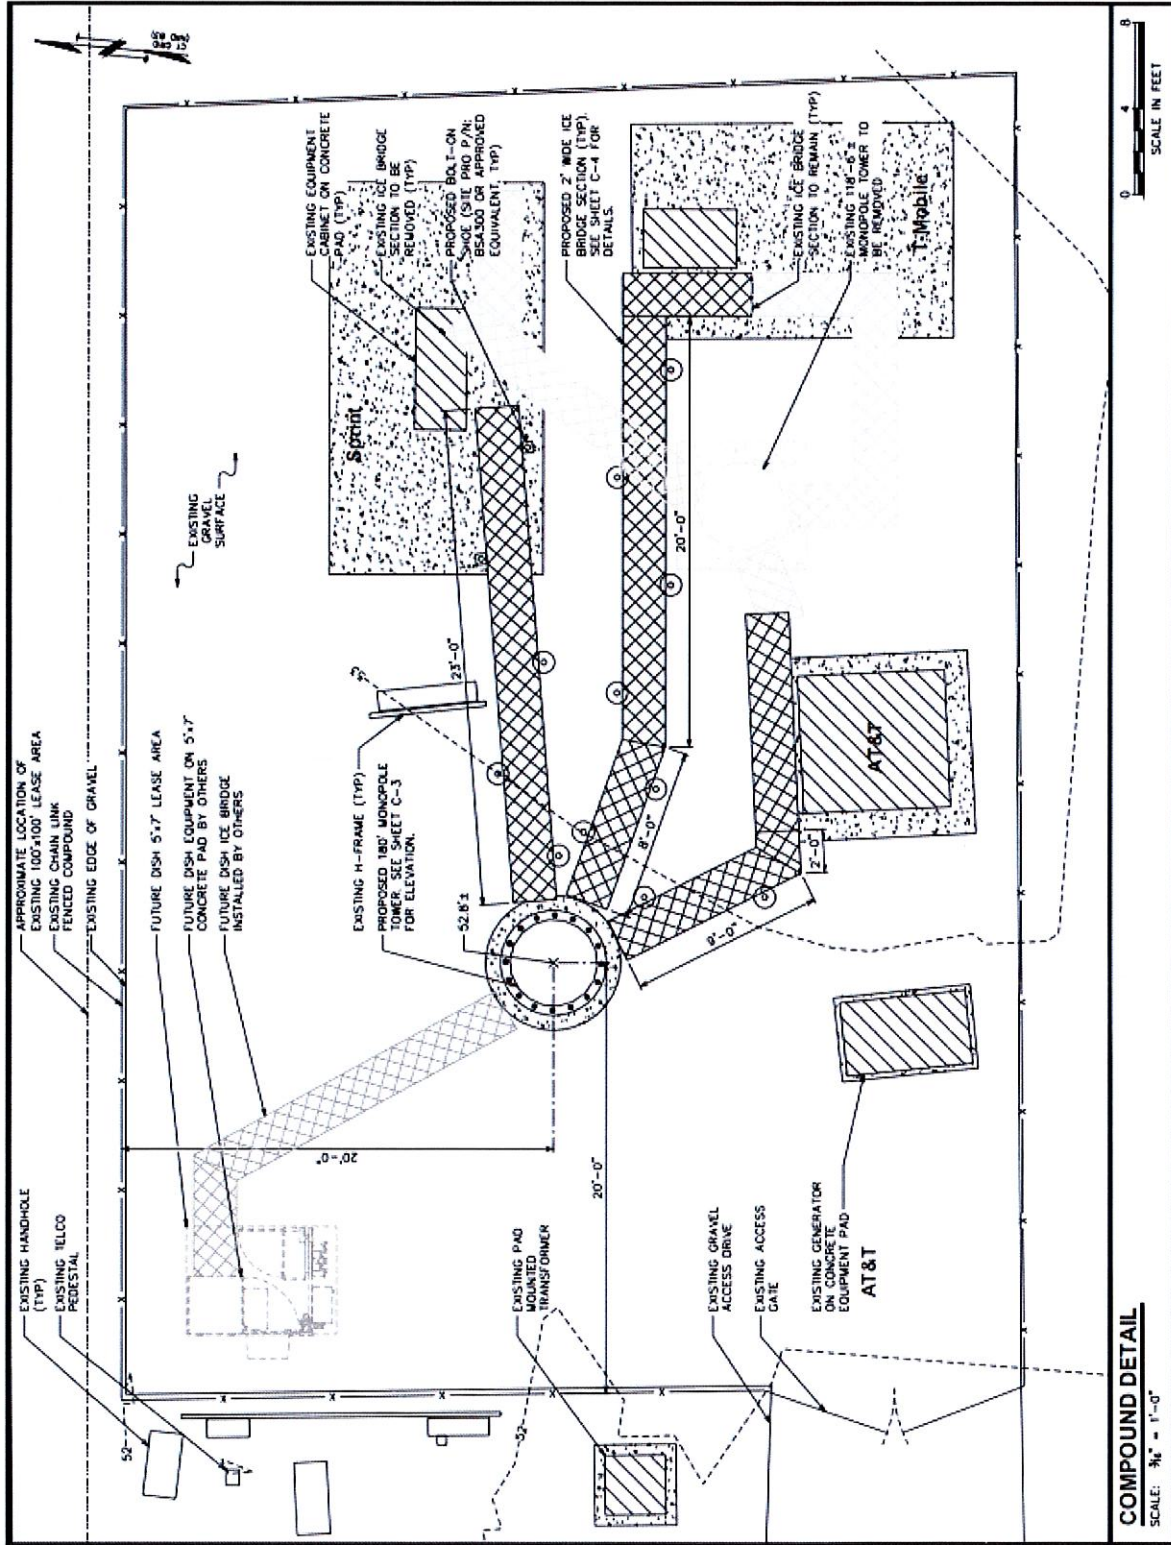 APPROXIMATE LOCATION OF
EXISTING 100'x100' LEASE AREA
EXISTING CHAINE LINK
FENCED COMPOUND
EXISTING EDGE OF GRAVEL
EXISTING HANDHOLE
(TYP)
EXISTING TELCO
PEDESTAL
FUTURE DISH 5'x7' LEASE AREA
FUTURE DISH EQUIPMENT ON 5'x7'
CONCRETE PAD BY OTHERS
FUTURE DISH ICE BRIDGE
INSTALLED BY OTHERS
EXISTING
GRAVEL
SURFACE
EXISTING H-FRAME (TYP)
PROPOSED 180' MONOPOLE
TOWER. SEE SHEET C-3
FOR ELEVATION.
52.8'±
EXISTING EQUIPMENT
CABINET ON CONCRETE
PAD (TYP)
EXISTING ICE BRIDGE
SECTION TO BE
REMOVED (TYP)
PROPOSED BOLT-ON
SHOE (SITE PRO P/N:
BSA300 OR APPROVED
EQUIVALENT, TYP)
PROPOSED 2' WIDE ICE
BRIDGE SECTION (TYP).
SEE SHEET C-4 FOR
DETAILS.
EXISTING ICE BRIDGE
SECTION TO REMAIN (TYP)
EXISTING 118'-6"±
MONOPOLE TOWER TO
BE REMOVED
Sprint
T-Mobile
AT&T
23'-0"
20'-0"
8'-0"
9'-0"
2'-0"
20'-0"
20'-0"
52
52
52
EXISTING PAD
MOUNTED
TRANSFORMER
EXISTING GRAVEL
ACCESS DRIVE
EXISTING ACCESS
GATE
EXISTING GENERATOR
ON CONCRETE
EQUIPMENT PAD
AT&T
COMPOUND DETAIL
SCALE: 3/16" = 1'-0"
0 4 8
SCALE IN FEET